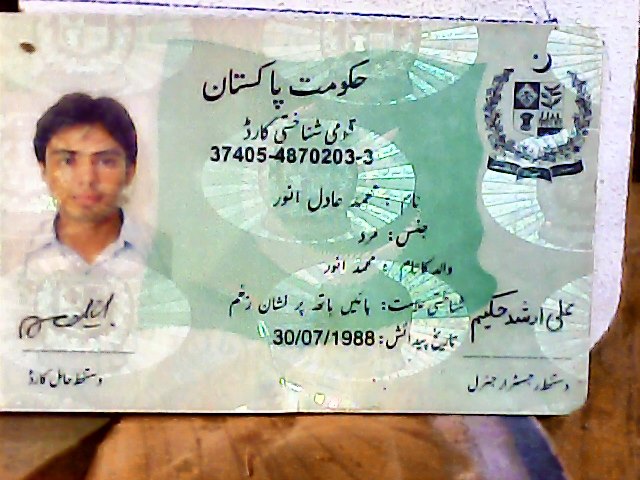 حکومت پاکستان
قومی شناختی کارڈ
37405-4870203-3
نام : محمد عادل انور
جنس : مرد
والد کا نام : محمد انور
شناختی علامت : بائیں ہاتھ پر نشان زخم
تاریخ پیدائش : 30/07/1988
علی ارشد حکیم
دستخط حامل کارڈ
دستخط رجسٹرار جنرل